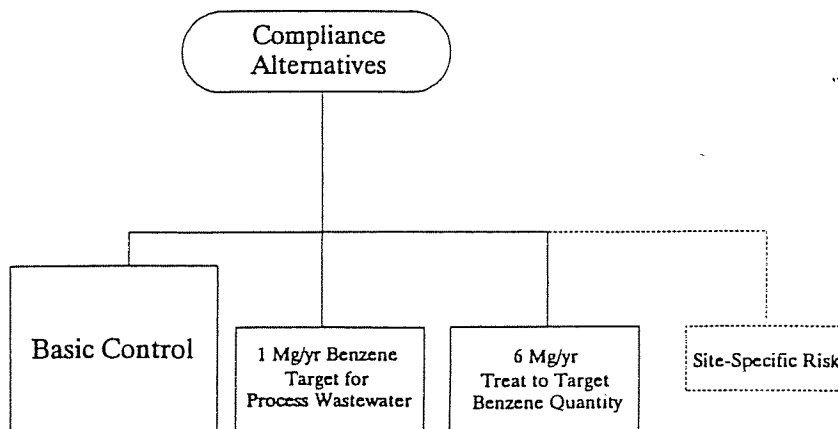 Compliance
Alternatives
Basic Control
1 Mg/yr Benzene
Target for
Process Wastewater
6 Mg/yr
Treat to Target
Benzene Quantity
Site-Specific Risk